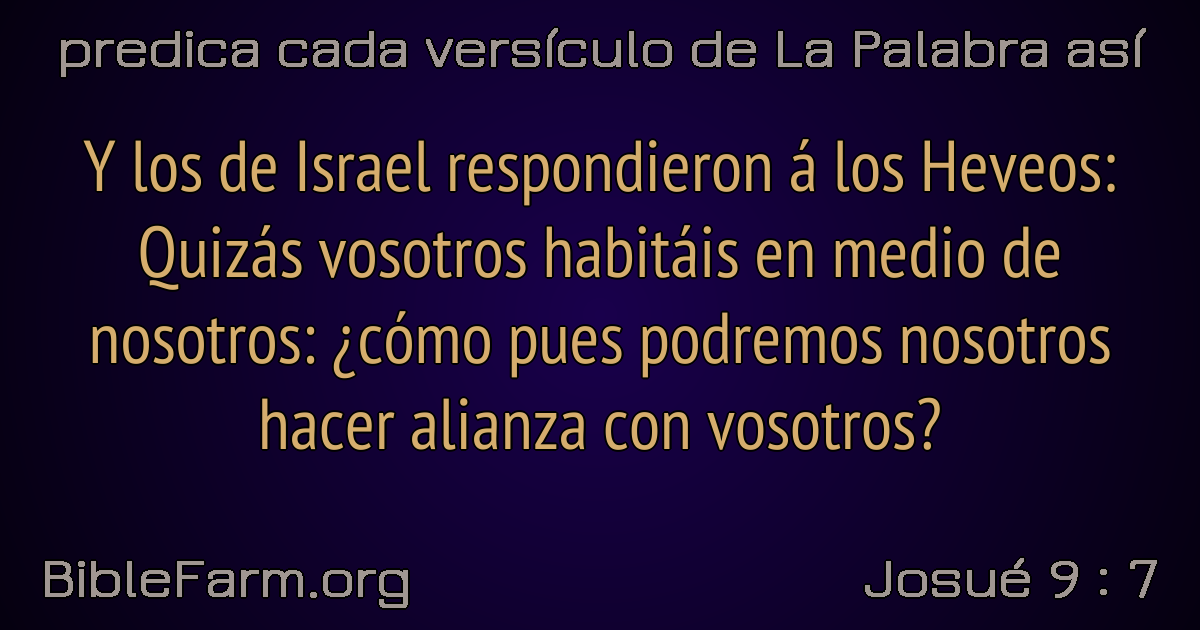 predica cada versículo de La Palabra así
Y los de Israel respondieron á los Heveos:
Quizás vosotros habitáis en medio de
nosotros: ¿cómo pues podremos nosotros
hacer alianza con vosotros?
BibleFarm.org
Josué 9 : 7